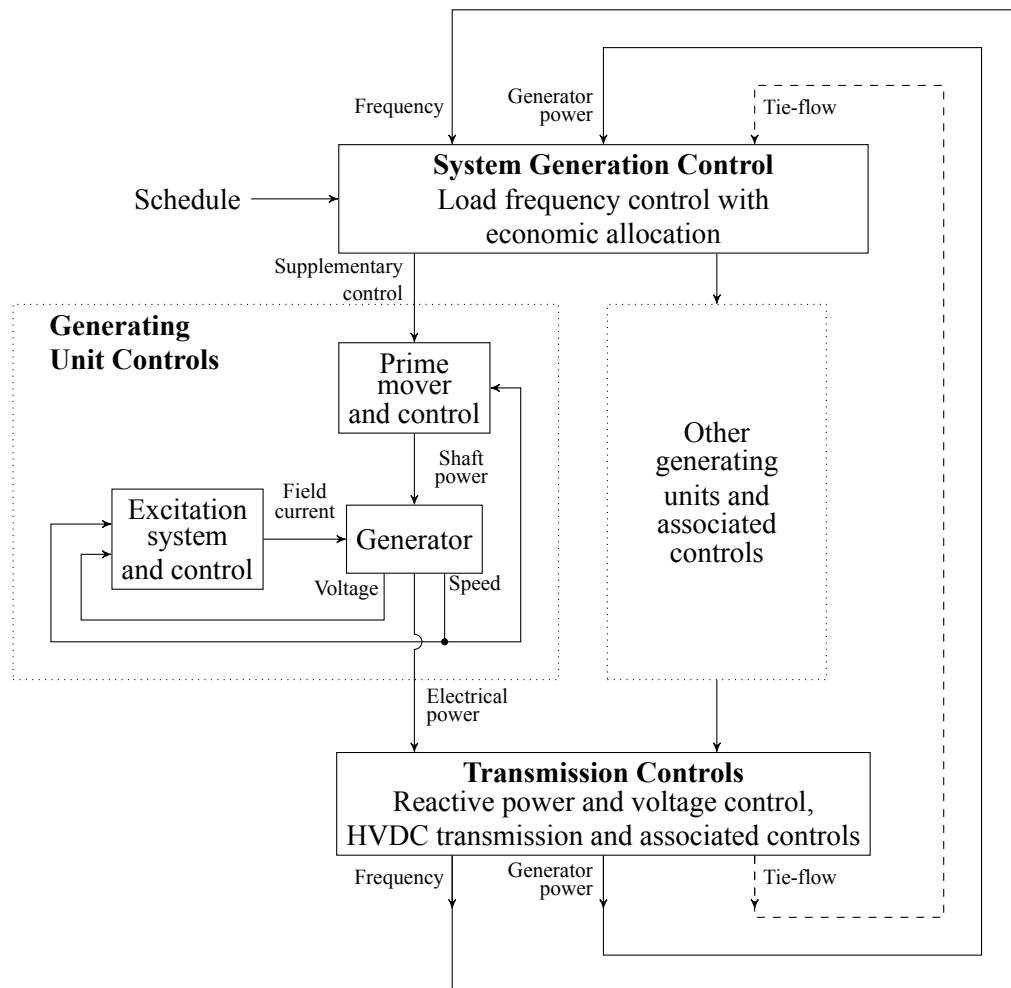 Frequency
Generator
power
Tie-flow
System Generation Control
Load frequency control with
economic allocation
Schedule
Supplementary
control
Generating
Unit Controls
Prime
mover
and control
Shaft
power
Other
generating
units and
associated
controls
Excitation
system
and control
Field
current
Generator
Voltage
Speed
Electrical
power
Transmission Controls
Reactive power and voltage control,
HVDC transmission and associated controls
Frequency
Generator
power
Tie-flow